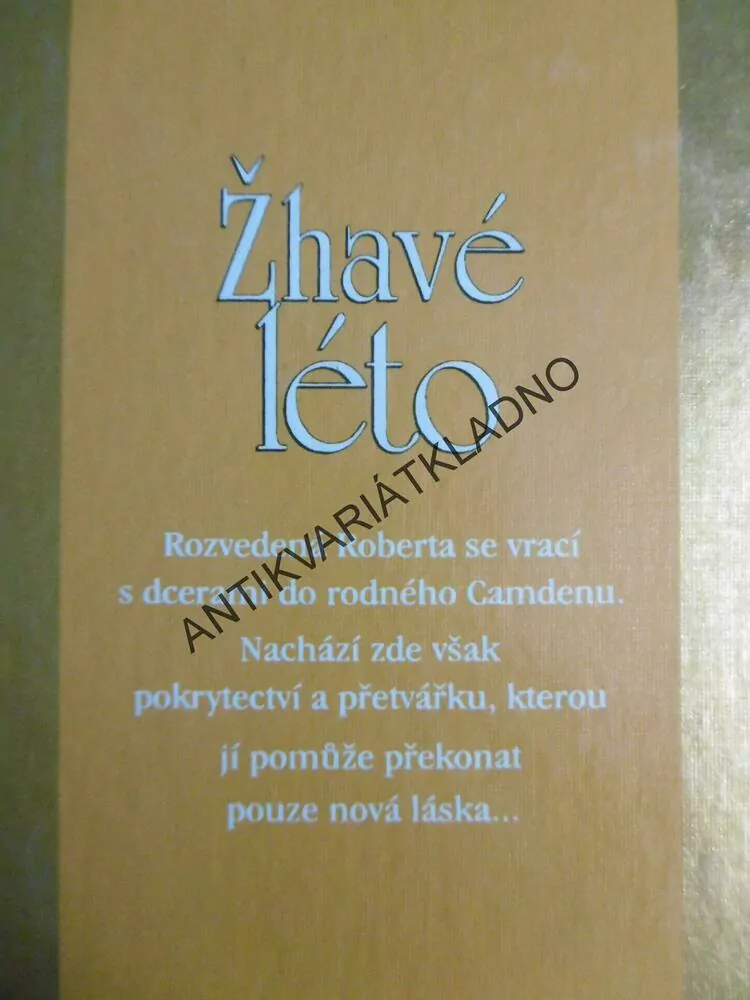 Žhavé
léto
ANTIKVARIÁTKLADNO
Rozvedená Roberta se vrací
s dcerami do rodného Camdenu.
Nachází zde však
pokrytectví a přetvářku, kterou
jí pomůže překonat
pouze nová láska...